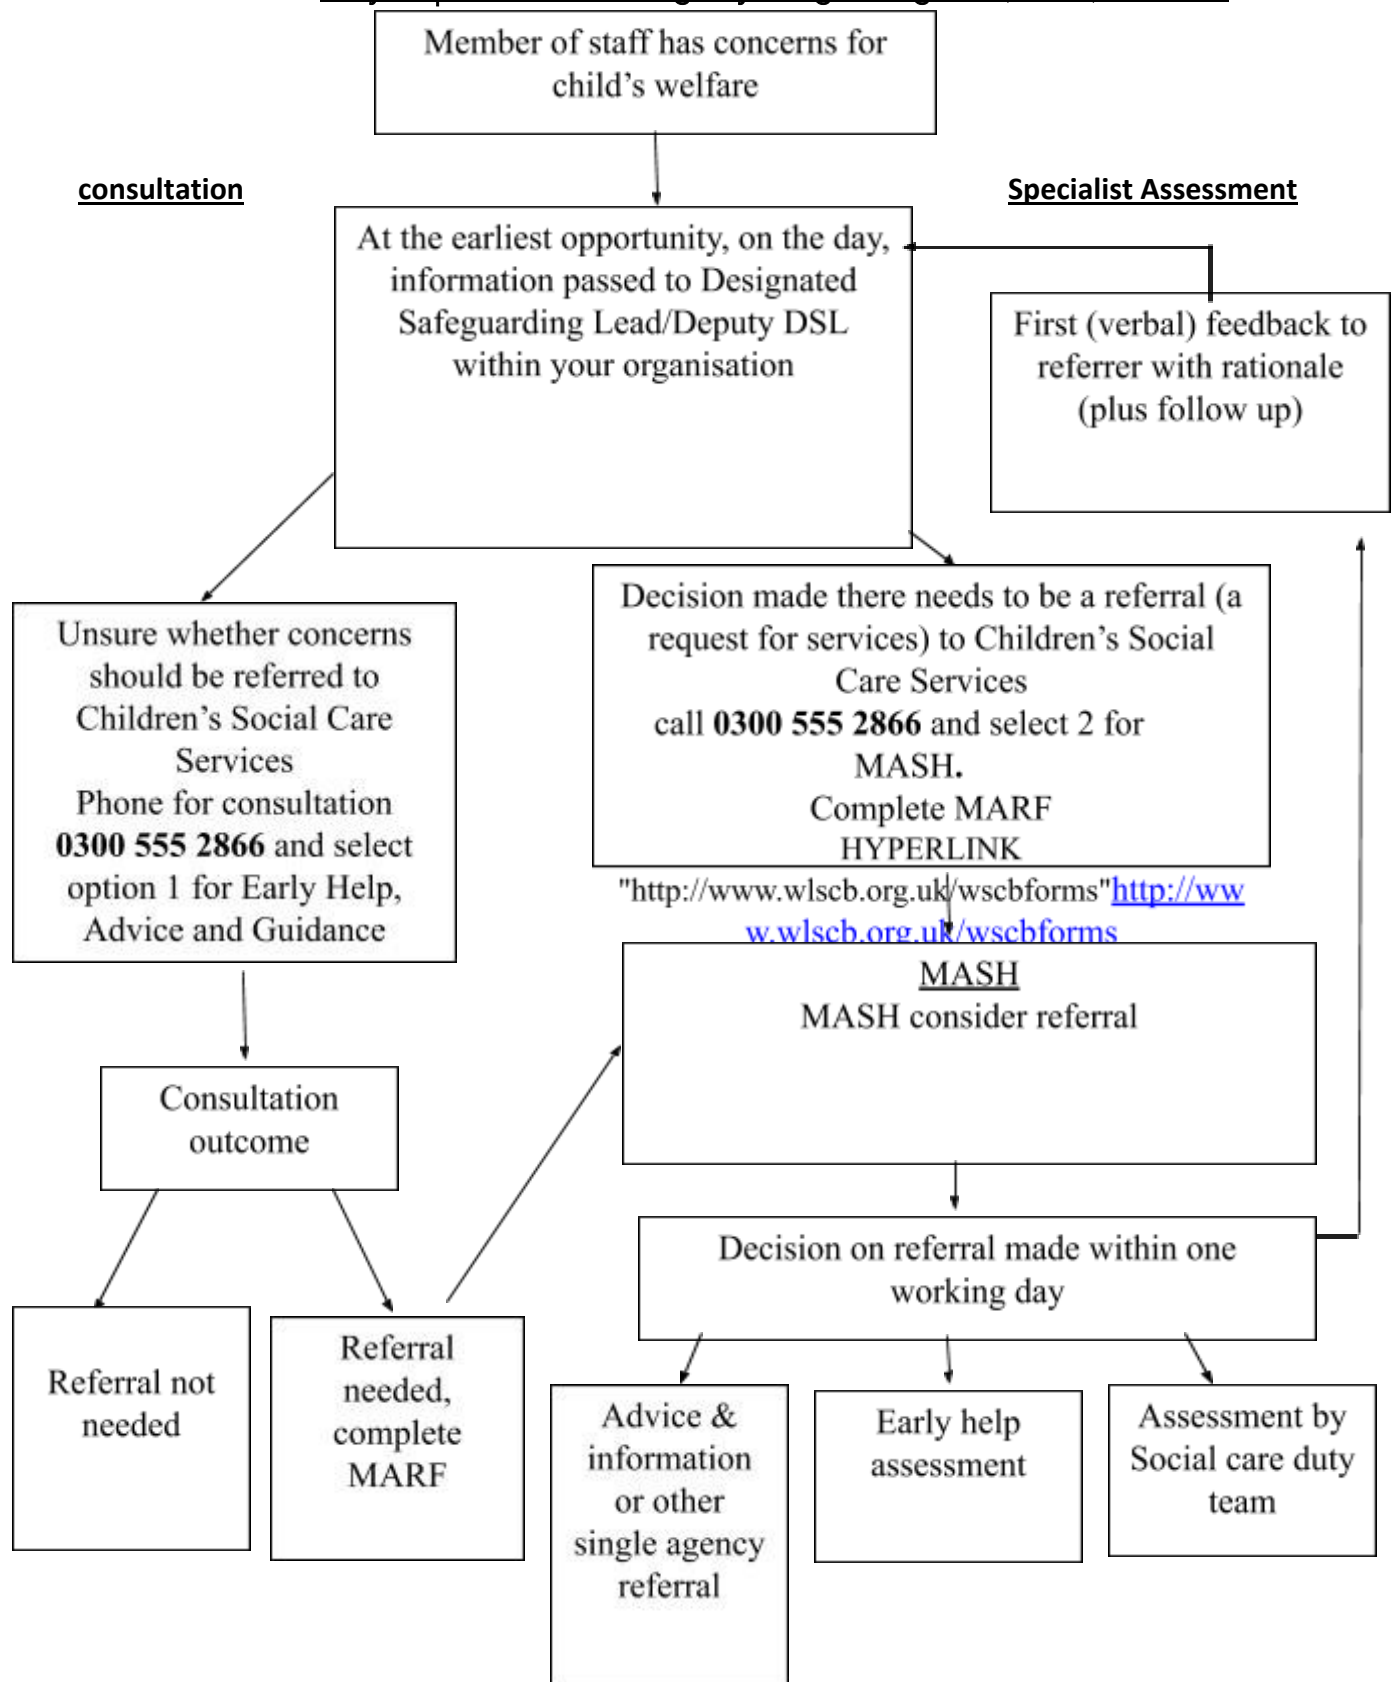 Member of staff has concerns for
child’s welfare
consultation
Specialist Assessment
At the earliest opportunity, on the day,
information passed to Designated
Safeguarding Lead/Deputy DSL
within your organisation
First (verbal) feedback to
referrer with rationale
(plus follow up)
Unsure whether concerns
should be referred to
Children’s Social Care
Services
Phone for consultation
0300 555 2866 and select
option 1 for Early Help,
Advice and Guidance
Decision made there needs to be a referral (a
request for services) to Children’s Social
Care Services
call 0300 555 2866 and select 2 for
MASH.
Complete MARF
HYPERLINK
"http://www.wlscb.org.uk/wscbforms"http://ww
w.wlscb.org.uk/wscbforms
MASH
MASH consider referral
Consultation
outcome
Decision on referral made within one
working day
Referral not
needed
Referral
needed,
complete
MARF
Advice &
information
or other
single agency
referral
Early help
assessment
Assessment by
Social care duty
team